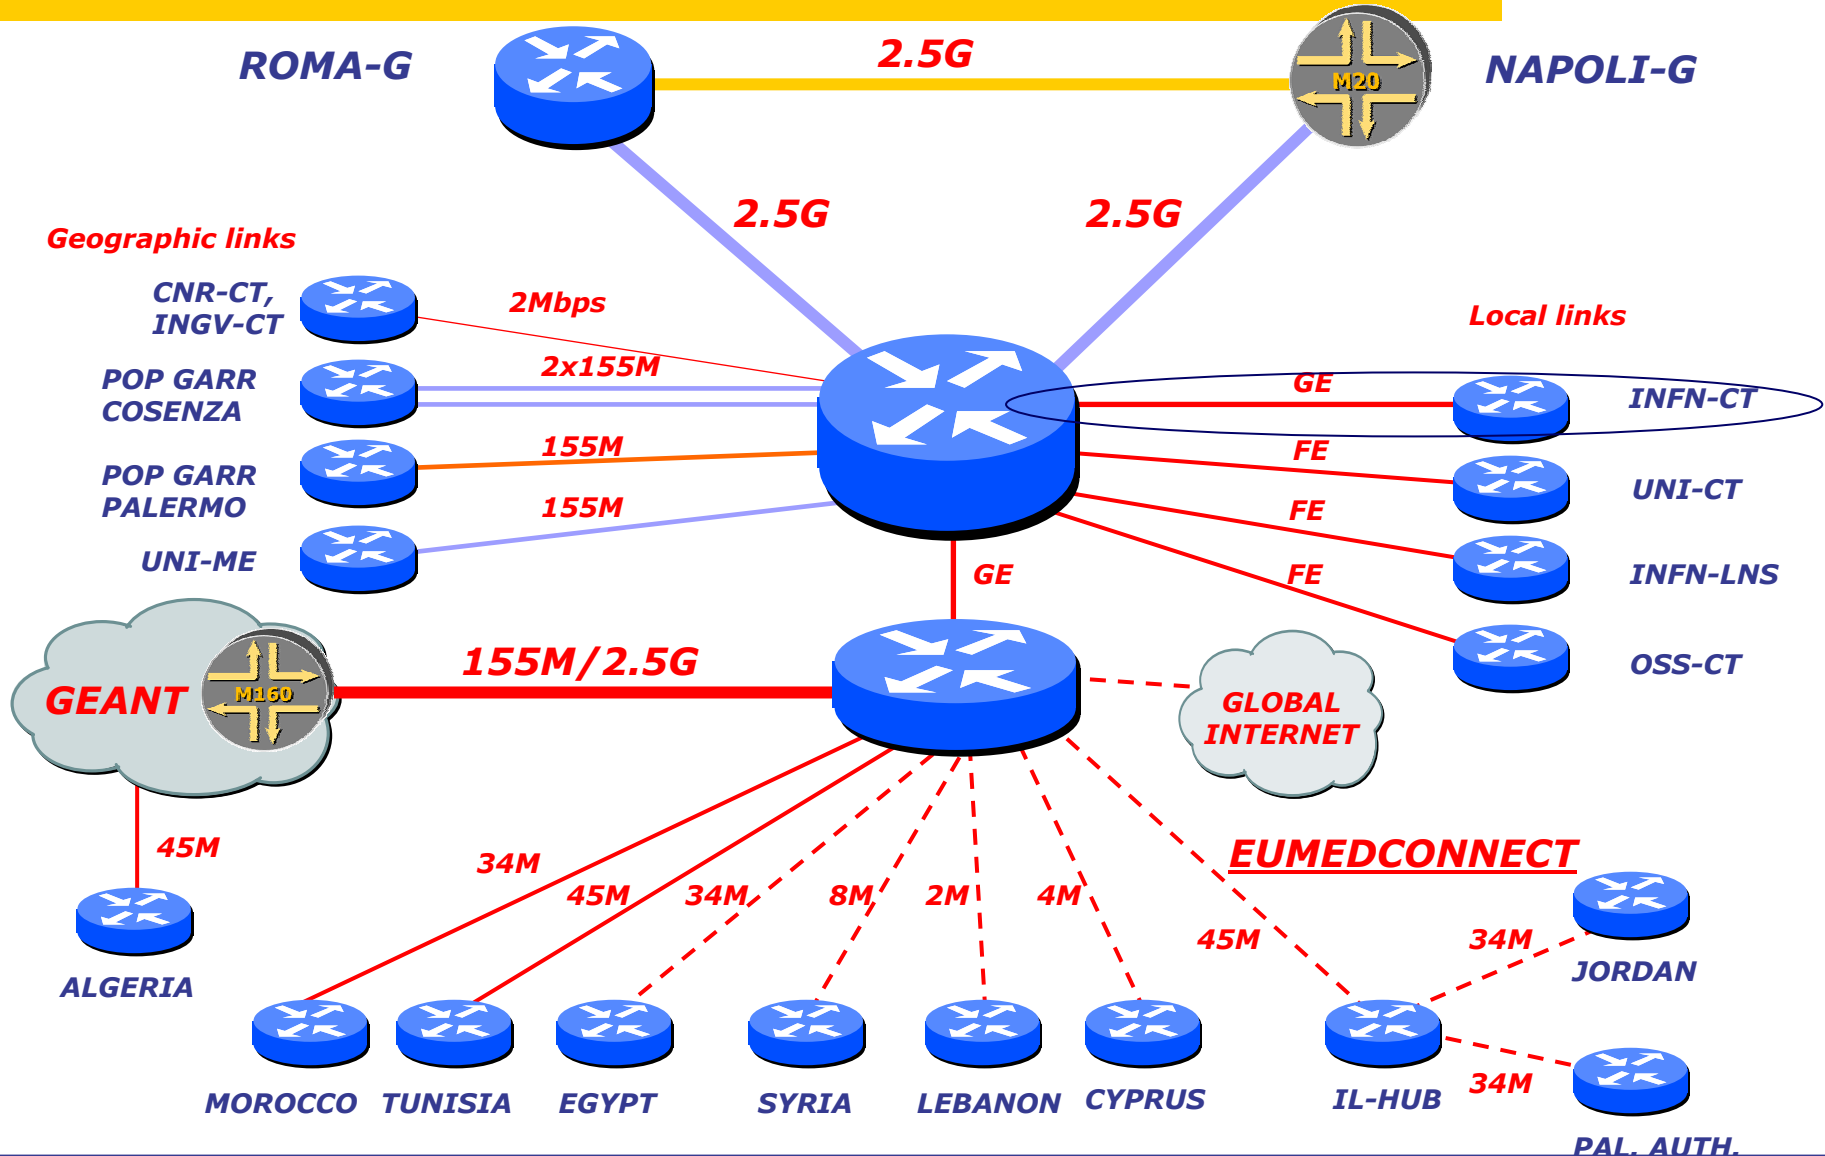 ROMA-G
2.5G
M20
NAPOLI-G
2.5G
2.5G
Geographic links
CNR-CT,
INGV-CT
2Mbps
POP GARR
COSENZA
2x155M
POP GARR
PALERMO
155M
UNI-ME
155M
Local links
GE
INFN-CT
FE
UNI-CT
FE
INFN-LNS
FE
OSS-CT
GE
GEANT
M160
155M/2.5G
GLOBAL
INTERNET
45M
ALGERIA
34M
45M
34M
8M
2M
4M
45M
EUMEDCONNECT
34M
JORDAN
34M
MOROCCO
TUNISIA
EGYPT
SYRIA
LEBANON
CYPRUS
IL-HUB
PAL. AUTH.